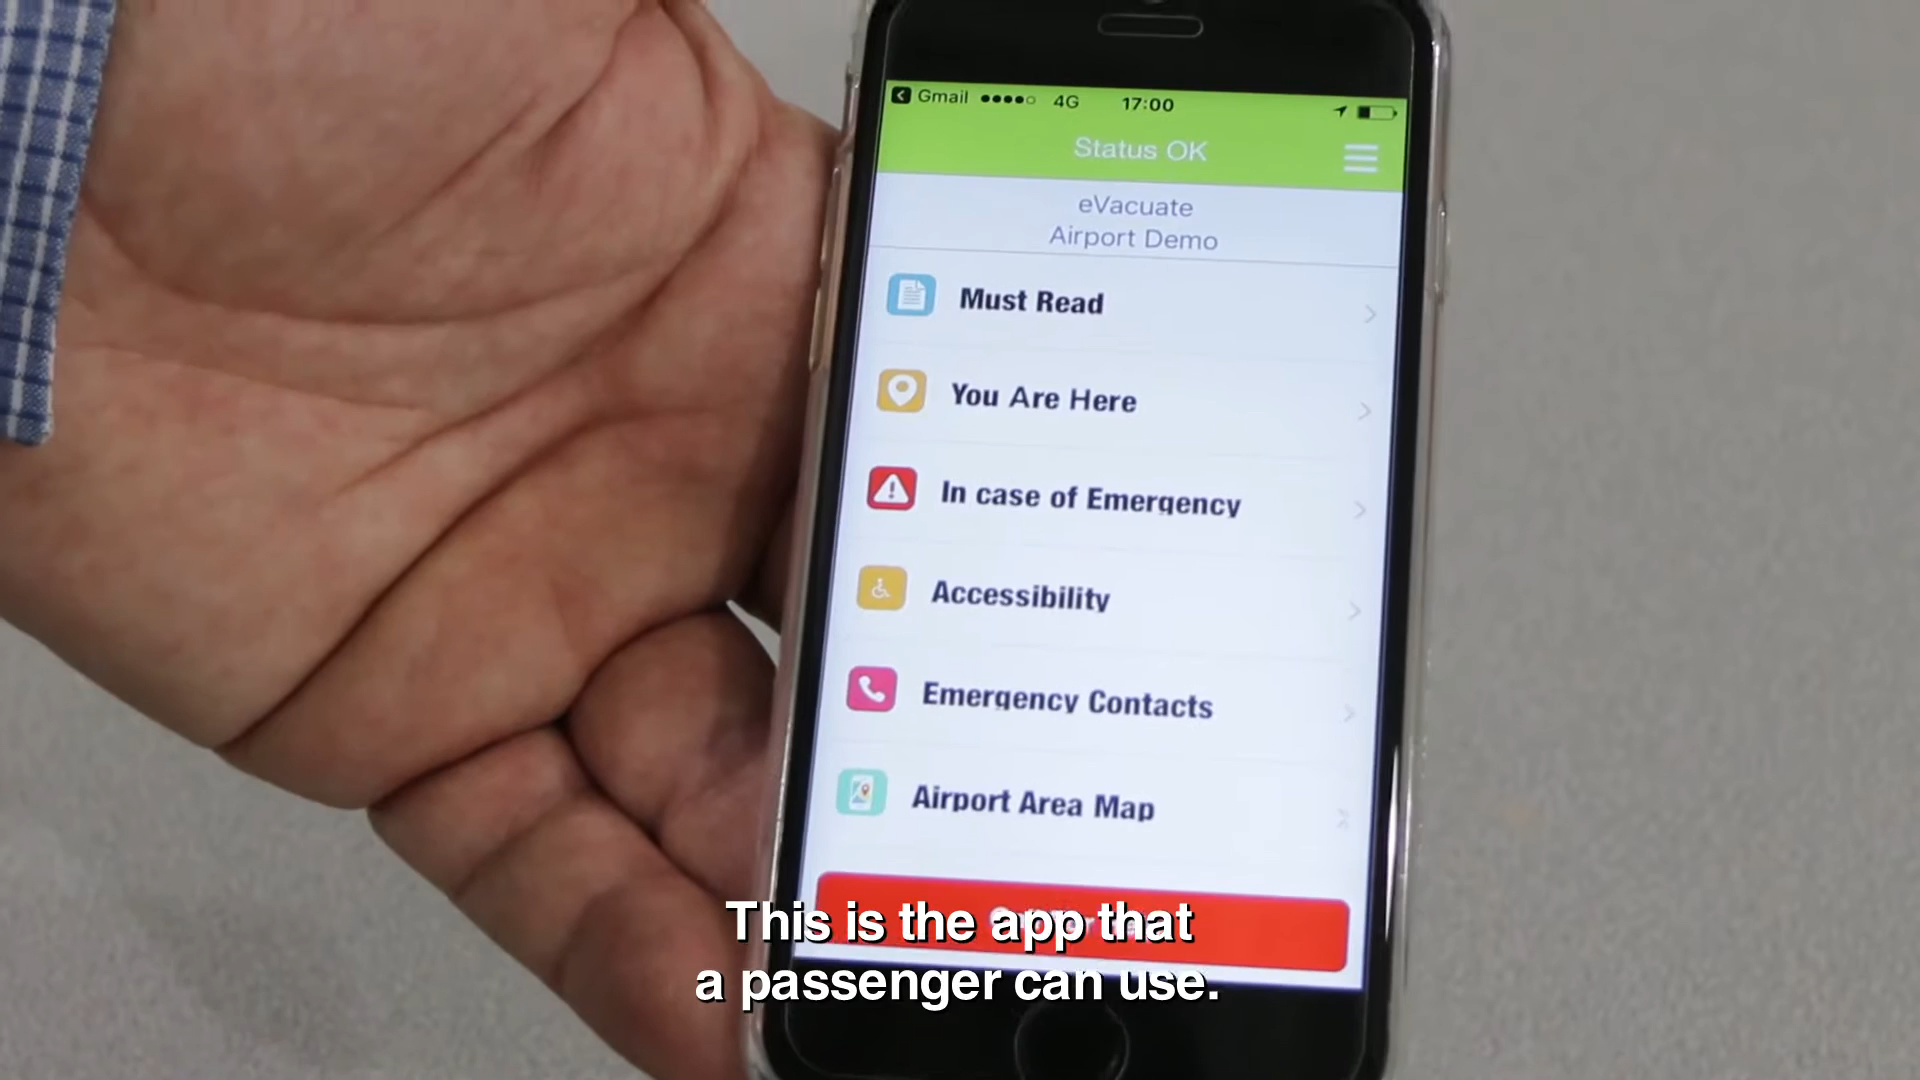 Gmail 4G 17:00
Status OK
eVacuate
Airport Demo
Must Read
You Are Here
In case of Emergency
Accessibility
Emergency Contacts
Airport Area Map
This is the app that
a passenger can use.